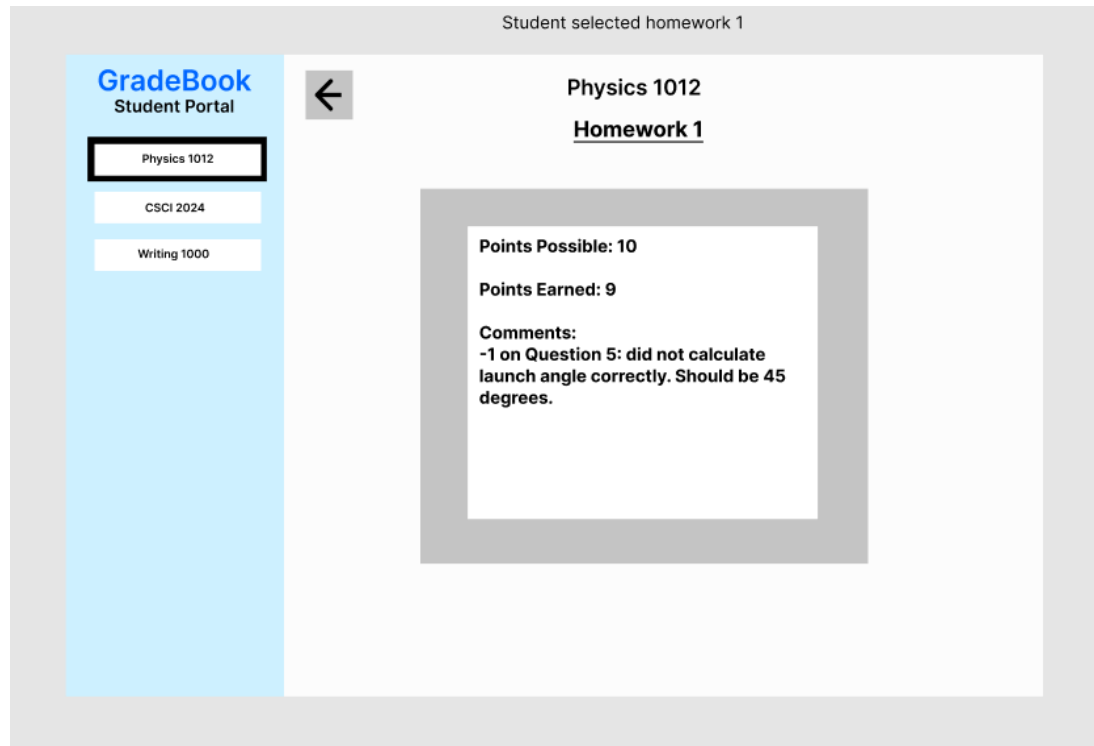 Student selected homework 1
GradeBook
Student Portal
Physics 1012
CSCI 2024
Writing 1000
Physics 1012
Homework 1
Points Possible: 10
Points Earned: 9
Comments:
-1 on Question 5: did not calculate
launch angle correctly. Should be 45
degrees.